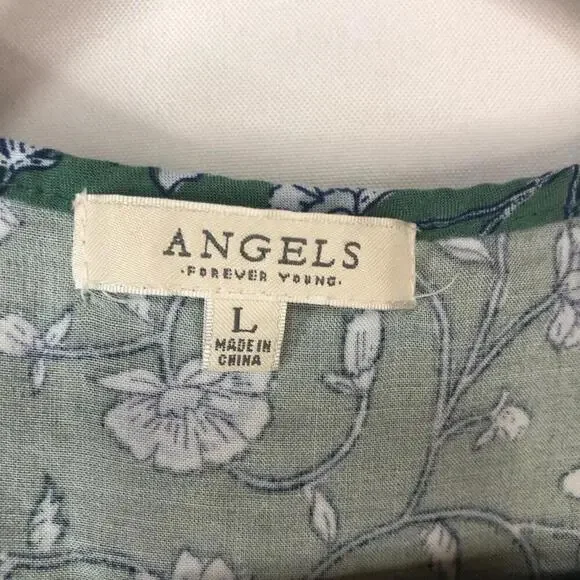 ANGELS
·FOREVER YOUNG·
L
MADE IN
CHINA